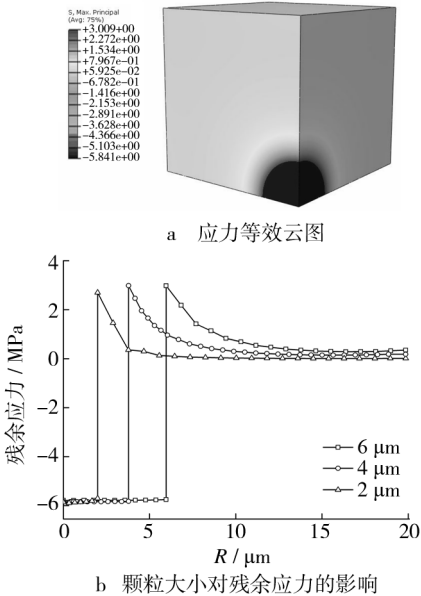 S, Max. Principal
(Avg: 75%)
+3.009e+00
+2.272e+00
+1.534e+00
+7.967e-01
+5.925e-02
-6.782e-01
-1.416e+00
-2.153e+00
-2.891e+00
-3.628e+00
-4.366e+00
-5.103e+00
-5.841e+00
a 应力等效云图
4
2
0
-2
-4
-6
残余应力 / MPa
6 μm
4 μm
2 μm
0 5 10 15 20
R / μm
b 颗粒大小对残余应力的影响